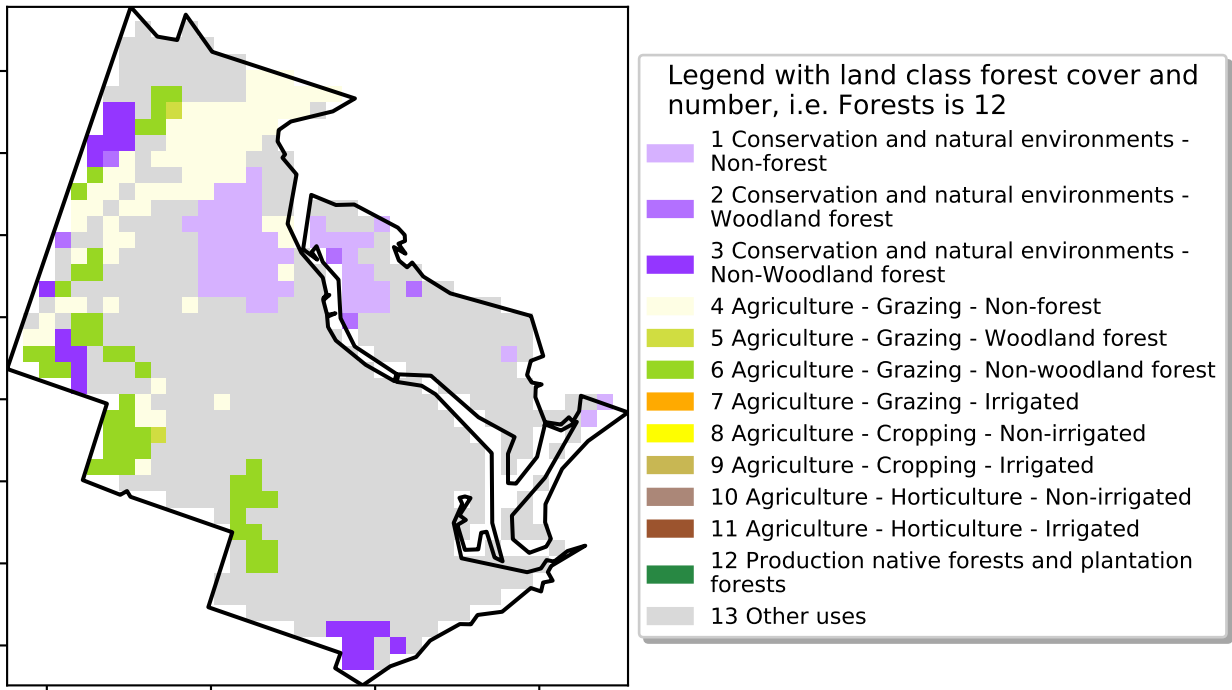 Legend with land class forest cover and
number, i.e. Forests is 12
1 Conservation and natural environments -
Non-forest
2 Conservation and natural environments -
Woodland forest
3 Conservation and natural environments -
Non-Woodland forest
4 Agriculture - Grazing - Non-forest
5 Agriculture - Grazing - Woodland forest
6 Agriculture - Grazing - Non-woodland forest
7 Agriculture - Grazing - Irrigated
8 Agriculture - Cropping - Non-irrigated
9 Agriculture - Cropping - Irrigated
10 Agriculture - Horticulture - Non-irrigated
11 Agriculture - Horticulture - Irrigated
12 Production native forests and plantation
forests
13 Other uses